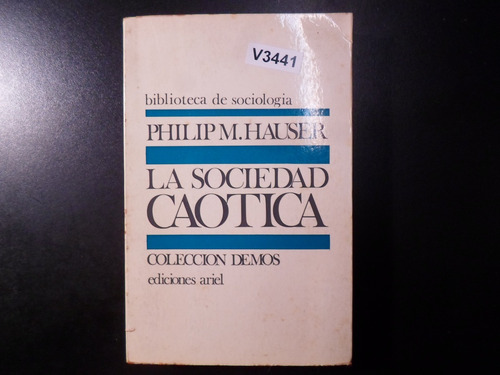 V3441
biblioteca de sociología
PHILIP M. HAUSER
LA SOCIEDAD
CAOTICA
COLECCION DEMOS
ediciones ariel